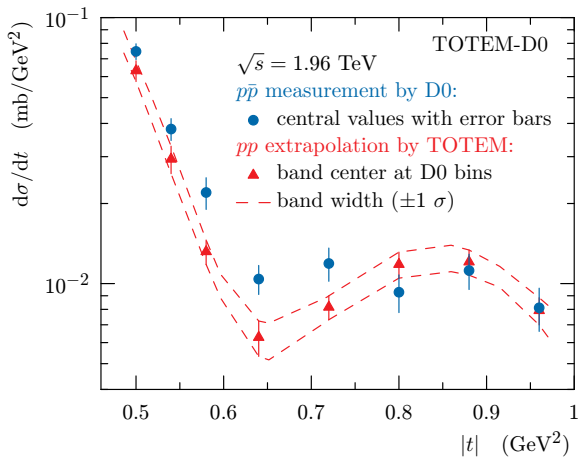 10⁻¹
10⁻²
dσ/dt (mb/GeV²)
TOTEM-D0
√s = 1.96 TeV
pp̄ measurement by D0:
central values with error bars
pp extrapolation by TOTEM:
band center at D0 bins
band width (±1 σ)
0.5 0.6 0.7 0.8 0.9 1
|t| (GeV²)